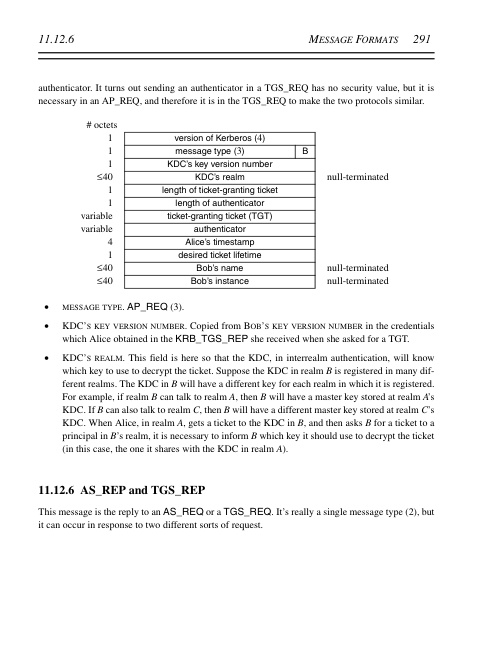 11.12.6 MESSAGE FORMATS 291
authenticator. It turns out sending an authenticator in a TGS_REQ has no security value, but it is
necessary in an AP_REQ, and therefore it is in the TGS_REQ to make the two protocols similar.
# octets
1 version of Kerberos (4)
1 message type (3) B
1 KDC's key version number
≤40 KDC's realm null-terminated
1 length of ticket-granting ticket
1 length of authenticator
variable ticket-granting ticket (TGT)
variable authenticator
4 Alice's timestamp
1 desired ticket lifetime
≤40 Bob's name null-terminated
≤40 Bob's instance null-terminated
• MESSAGE TYPE. AP_REQ (3).
• KDC'S KEY VERSION NUMBER. Copied from BOB'S KEY VERSION NUMBER in the credentials
which Alice obtained in the KRB_TGS_REP she received when she asked for a TGT.
• KDC'S REALM. This field is here so that the KDC, in interrealm authentication, will know
which key to use to decrypt the ticket. Suppose the KDC in realm B is registered in many dif-
ferent realms. The KDC in B will have a different key for each realm in which it is registered.
For example, if realm B can talk to realm A, then B will have a master key stored at realm A's
KDC. If B can also talk to realm C, then B will have a different master key stored at realm C's
KDC. When Alice, in realm A, gets a ticket to the KDC in B, and then asks B for a ticket to a
principal in B's realm, it is necessary to inform B which key it should use to decrypt the ticket
(in this case, the one it shares with the KDC in realm A).
11.12.6 AS_REP and TGS_REP
This message is the reply to an AS_REQ or a TGS_REQ. It's really a single message type (2), but
it can occur in response to two different sorts of request.